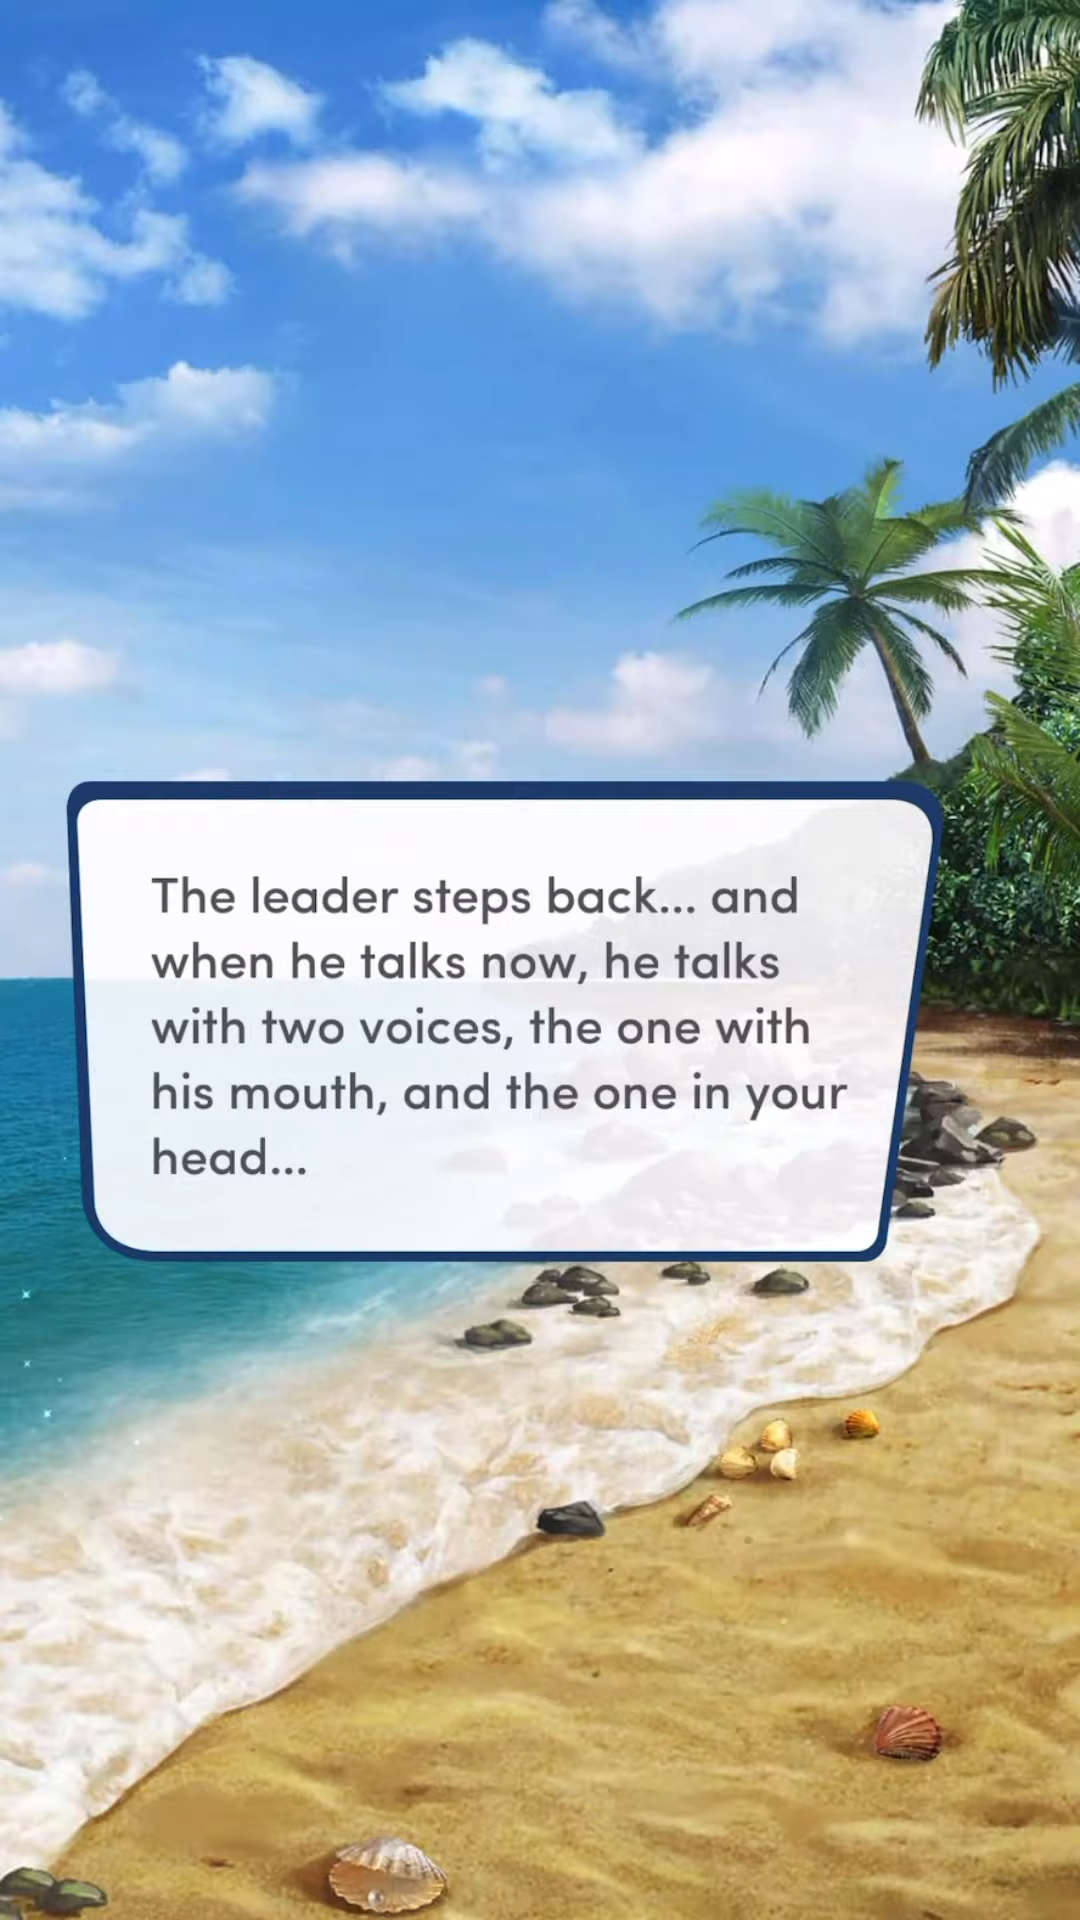 The leader steps back... and
when he talks now, he talks
with two voices, the one with
his mouth, and the one in your
head...